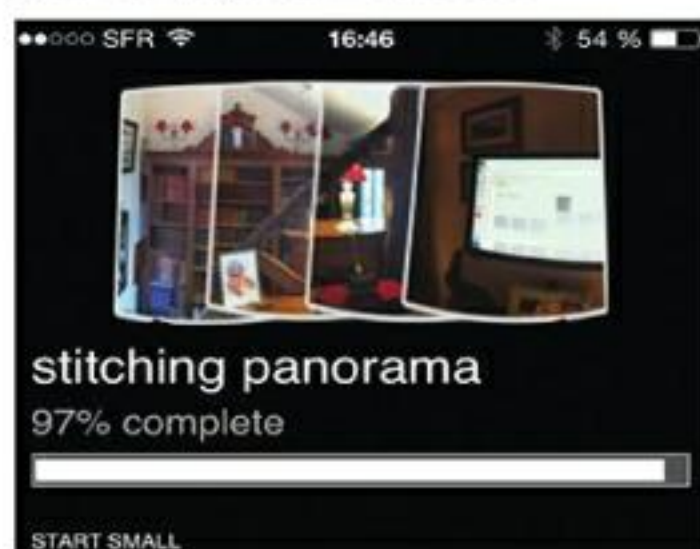 SFR 16:46 54 %
stitching panorama
97% complete
START SMALL